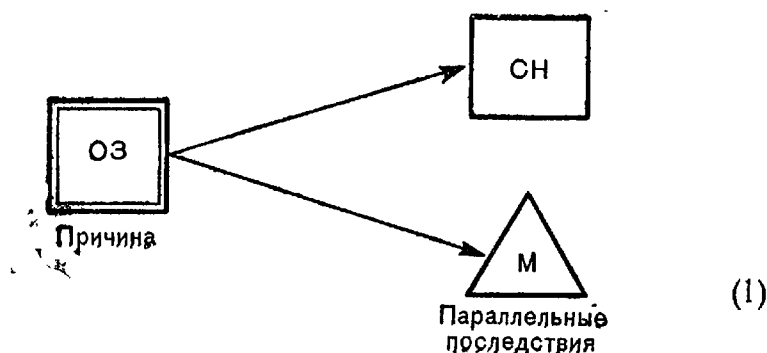 СН
ОЗ
Причина
М
(1)
Параллельные
последствия